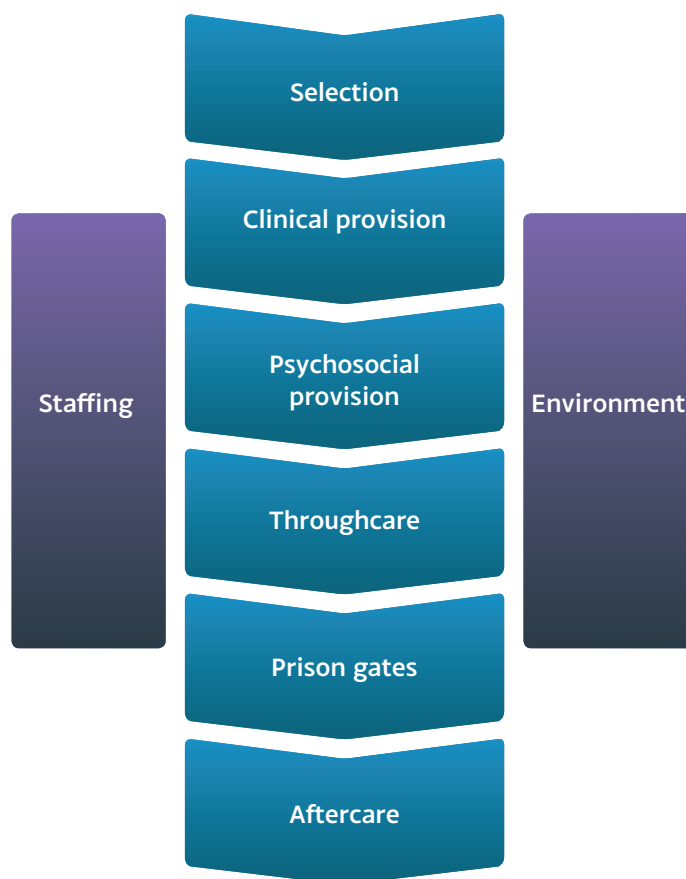 Selection
Clinical provision
Psychosocial
provision
Staffing
Environment
Throughcare
Prison gates
Aftercare